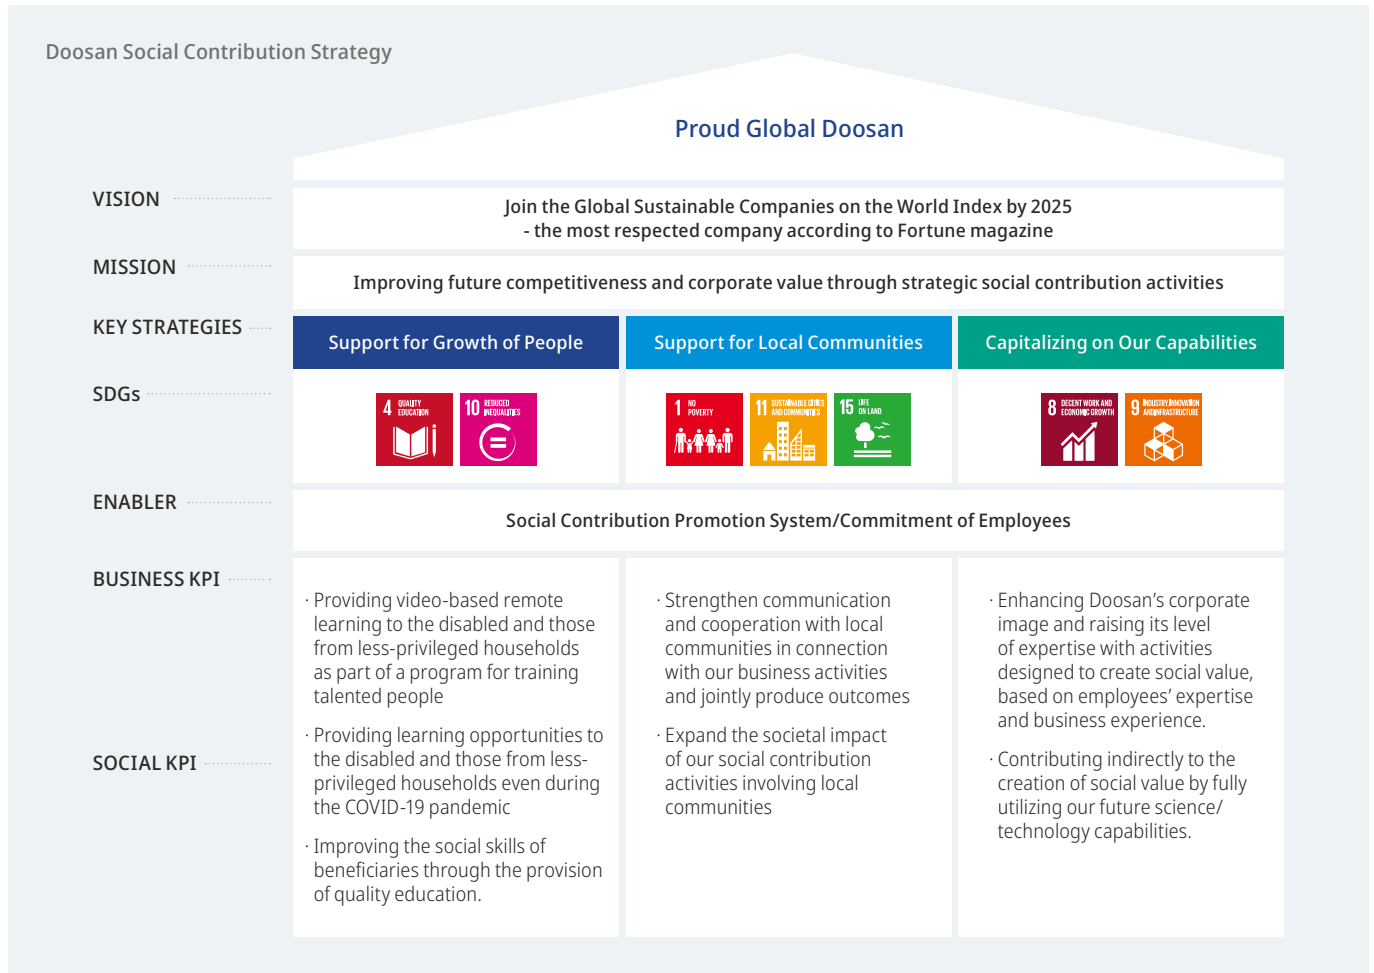 Doosan Social Contribution Strategy
Proud Global Doosan
VISION
Join the Global Sustainable Companies on the World Index by 2025
- the most respected company according to Fortune magazine
MISSION
Improving future competitiveness and corporate value through strategic social contribution activities
KEY STRATEGIES
Support for Growth of People
Support for Local Communities
Capitalizing on Our Capabilities
SDGs
4 QUALITY
EDUCATION
10 REDUCED
INEQUALITIES
1 NO
POVERTY
11 SUSTAINABLE CITIES
AND COMMUNITIES
15 LIFE
ON LAND
8 DECENT WORK AND
ECONOMIC GROWTH
9 INDUSTRY, INNOVATION
AND INFRASTRUCTURE
ENABLER
Social Contribution Promotion System/Commitment of Employees
BUSINESS KPI
SOCIAL KPI
· Providing video-based remote
learning to the disabled and those
from less-privileged households
as part of a program for training
talented people
· Providing learning opportunities to
the disabled and those from less-
privileged households even during
the COVID-19 pandemic
· Improving the social skills of
beneficiaries through the provision
of quality education.
· Strengthen communication
and cooperation with local
communities in connection
with our business activities
and jointly produce outcomes
· Expand the societal impact
of our social contribution
activities involving local
communities
· Enhancing Doosan’s corporate
image and raising its level
of expertise with activities
designed to create social value,
based on employees’ expertise
and business experience.
· Contributing indirectly to the
creation of social value by fully
utilizing our future science/
technology capabilities.